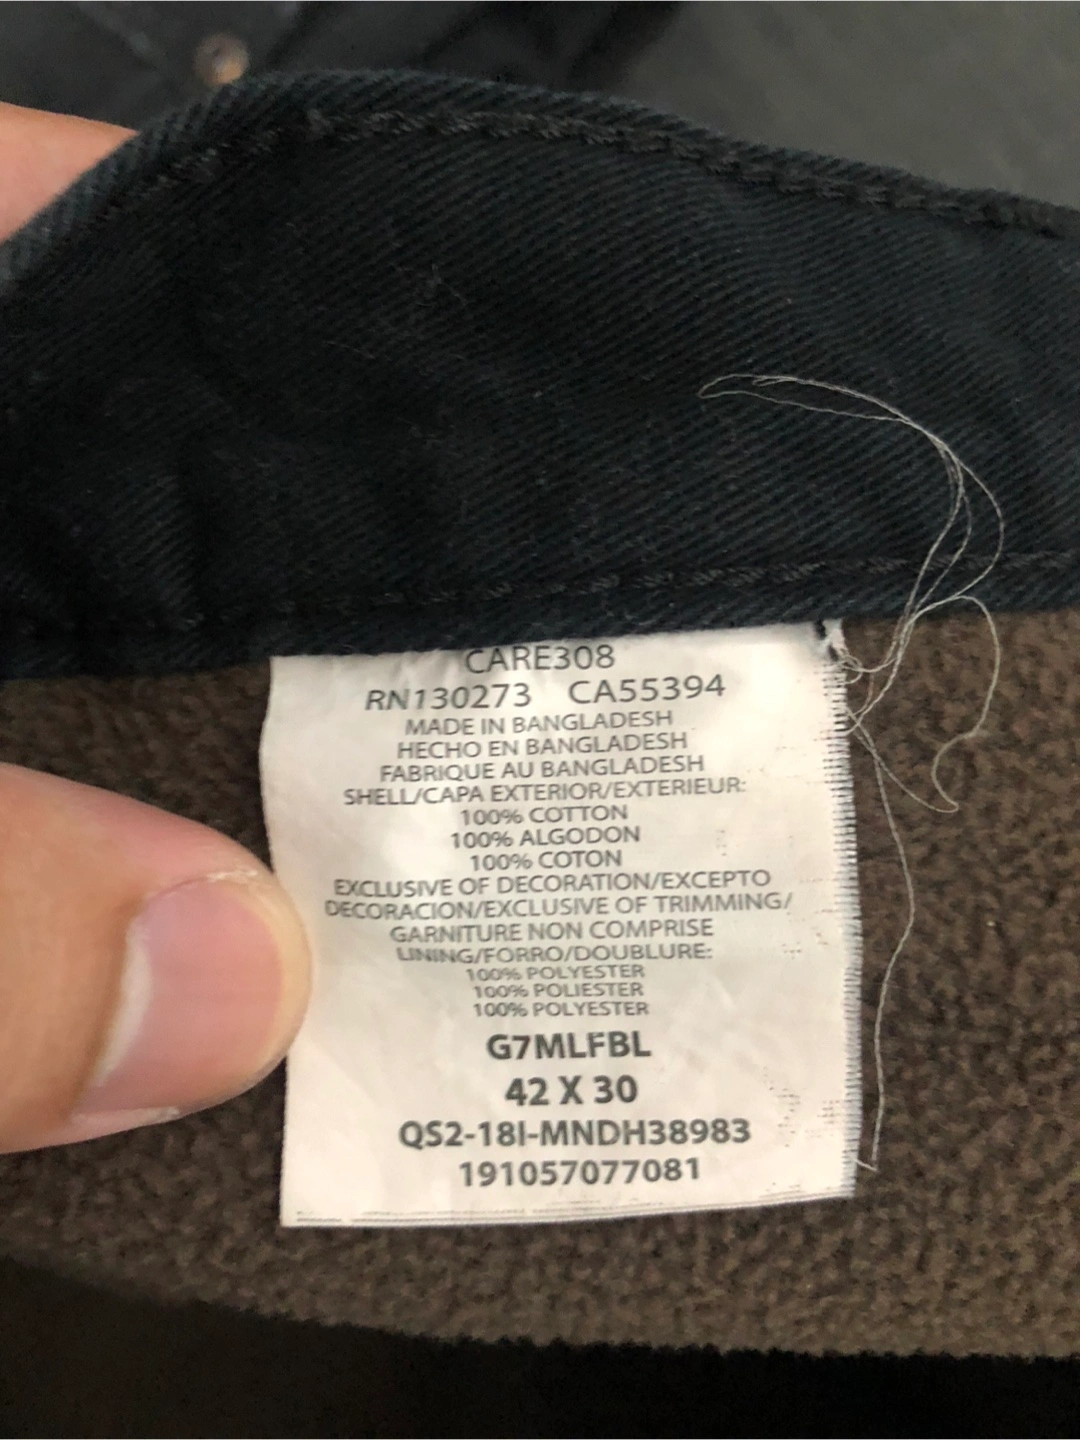 CARE308
RN130273 CA55394
MADE IN BANGLADESH
HECHO EN BANGLADESH
FABRIQUE AU BANGLADESH
SHELL/CAPA EXTERIOR/EXTERIEUR:
100% COTTON
100% ALGODON
100% COTON
EXCLUSIVE OF DECORATION/EXCEPTO
DECORACION/EXCLUSIVE OF TRIMMING/
GARNITURE NON COMPRISE
LINING/FORRO/DOUBLURE:
100% POLYESTER
100% POLIESTER
100% POLYESTER
G7MLFBL
42 X 30
QS2-18I-MNDH38983
191057077081